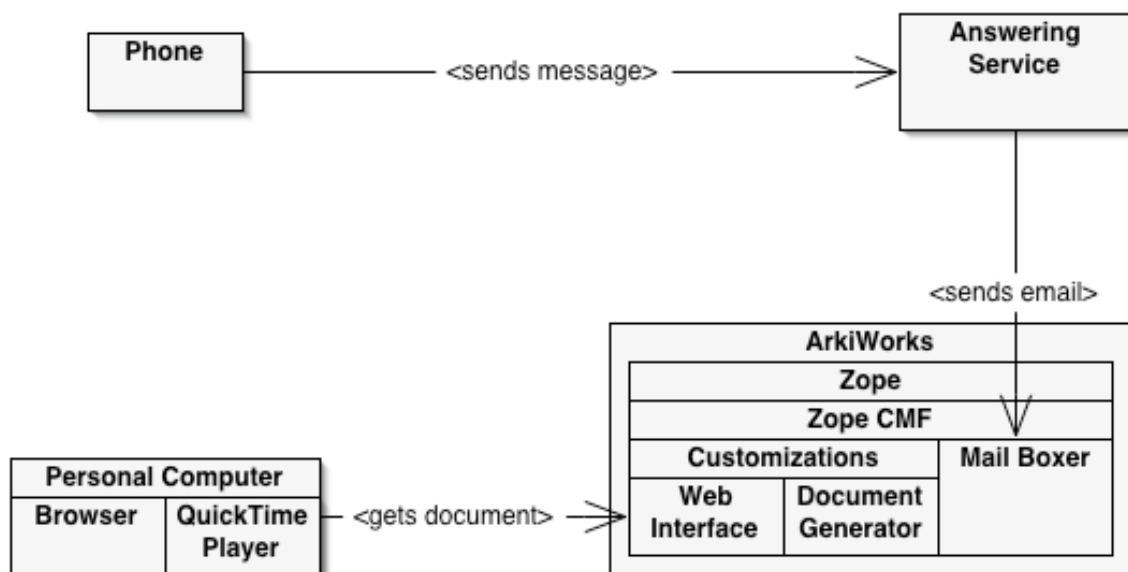 Phone
<sends message>
Answering
Service
<sends email>
ArkiWorks
Zope
Zope CMF
Customizations
Mail Boxer
Web
Interface
Document
Generator
Personal Computer
Browser
QuickTime
Player
<gets document>